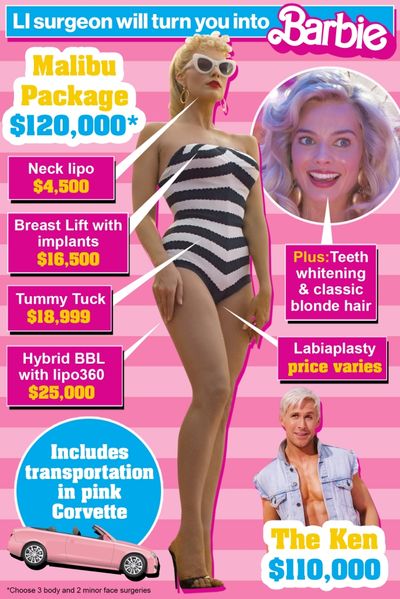 LI surgeon will turn you into Barbie
Malibu
Package
$120,000*
Neck lipo
$4,500
Breast Lift with
implants
$16,500
Tummy Tuck
$18,999
Hybrid BBL
with lipo360
$25,000
Plus:Teeth
whitening
& classic
blonde hair
Labiaplasty
price varies
Includes
transportation
in pink
Corvette
The Ken
$110,000
*Choose 3 body and 2 minor face surgeries